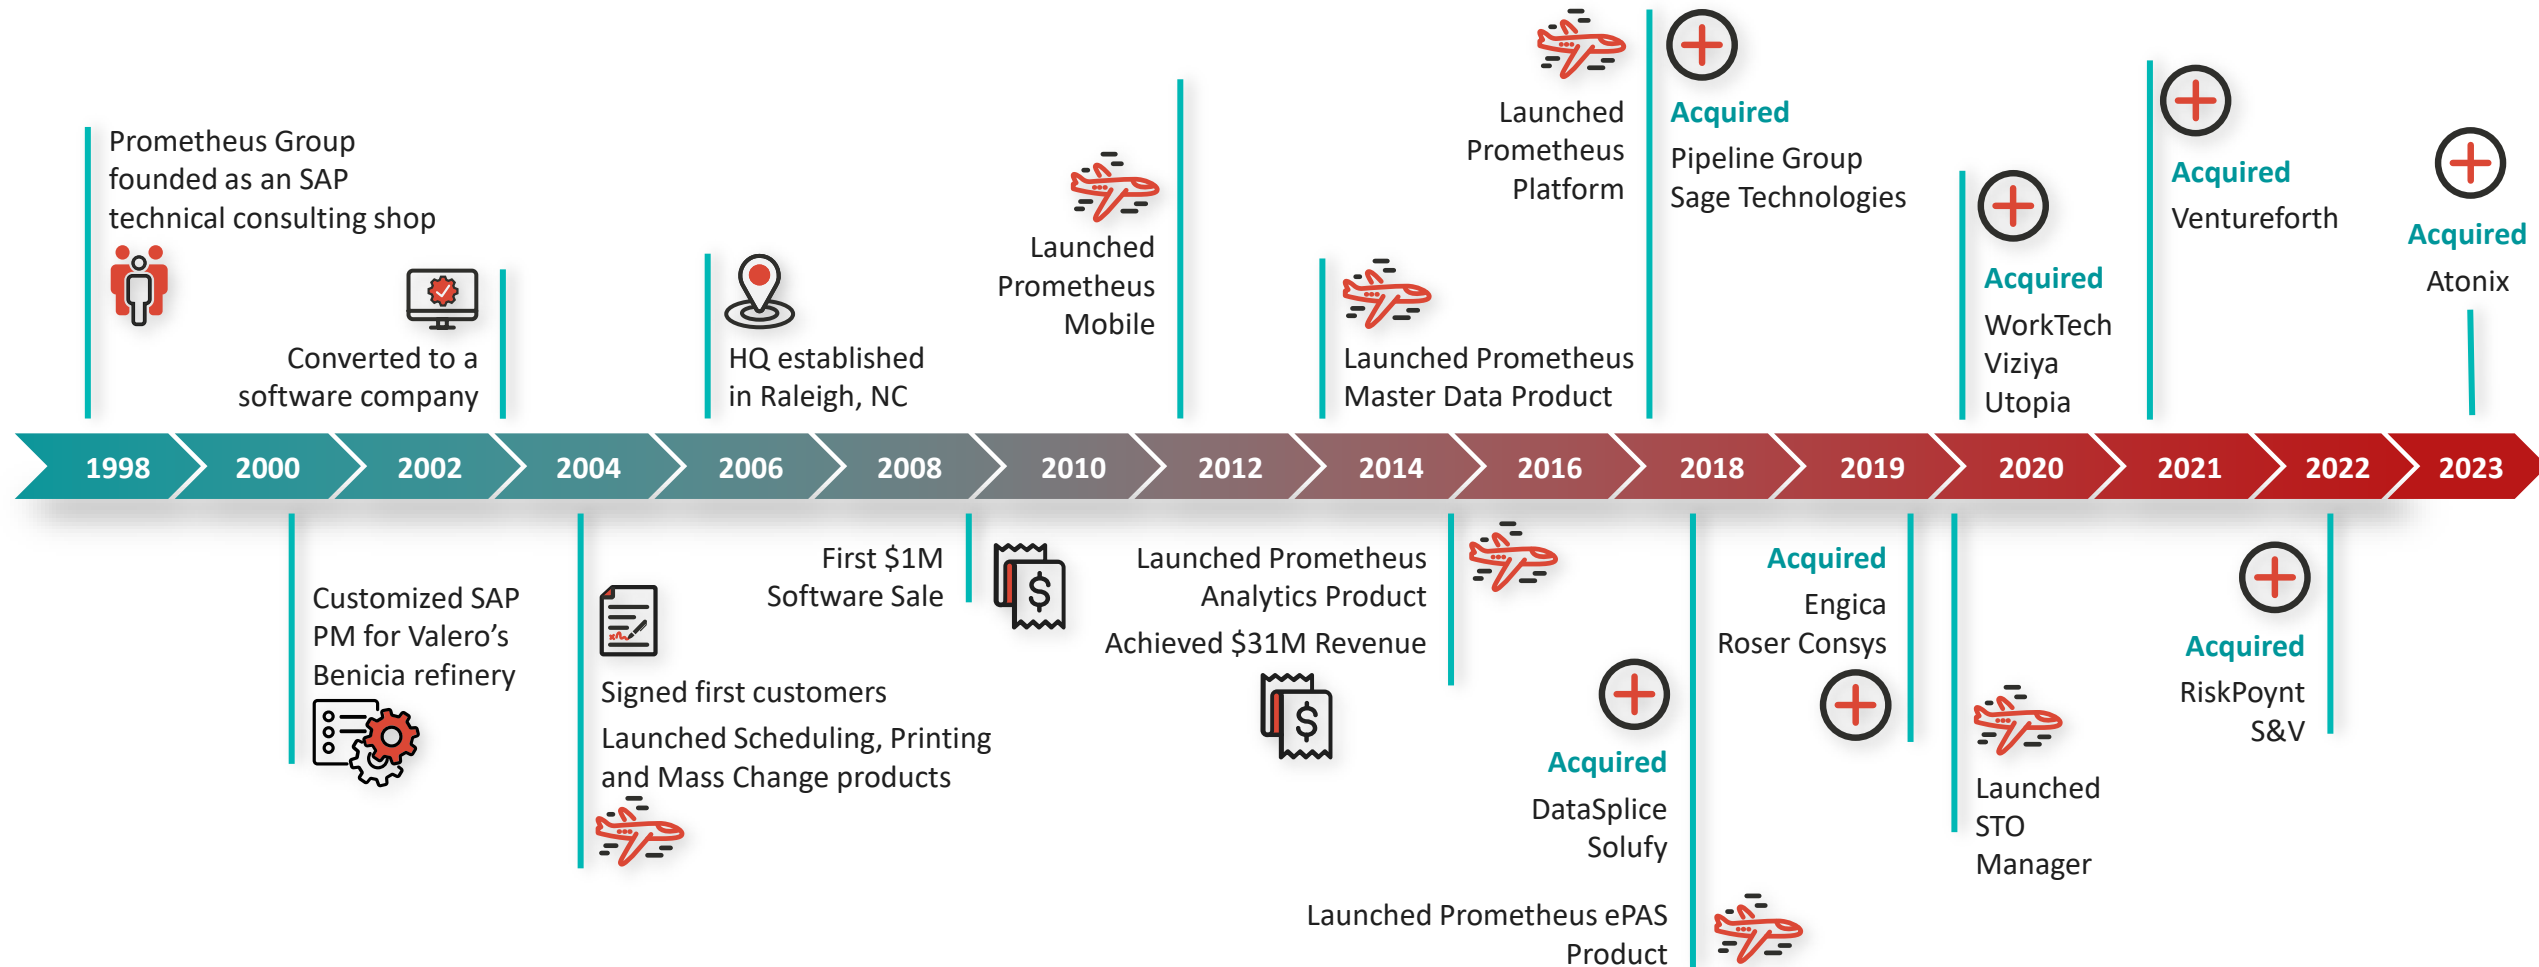 Prometheus Group
founded as an SAP
technical consulting shop
Converted to a
software company
HQ established
in Raleigh, NC
Launched
Prometheus
Mobile
Launched Prometheus
Master Data Product
Launched
Prometheus
Platform
Acquired
Pipeline Group
Sage Technologies
Acquired
WorkTech
Viziya
Utopia
Acquired
Ventureforth
Acquired
Atonix
1998 2000 2002 2004 2006 2008 2010 2012 2014 2016 2018 2019 2020 2021 2022 2023
Customized SAP
PM for Valero’s
Benicia refinery
Signed first customers
Launched Scheduling, Printing
and Mass Change products
First $1M
Software Sale
$
Launched Prometheus
Analytics Product
Achieved $31M Revenue
$
Acquired
DataSplice
Solufy
Launched Prometheus ePAS
Product
Acquired
Engica
Roser Consys
Launched
STO
Manager
Acquired
RiskPoynt
S&V